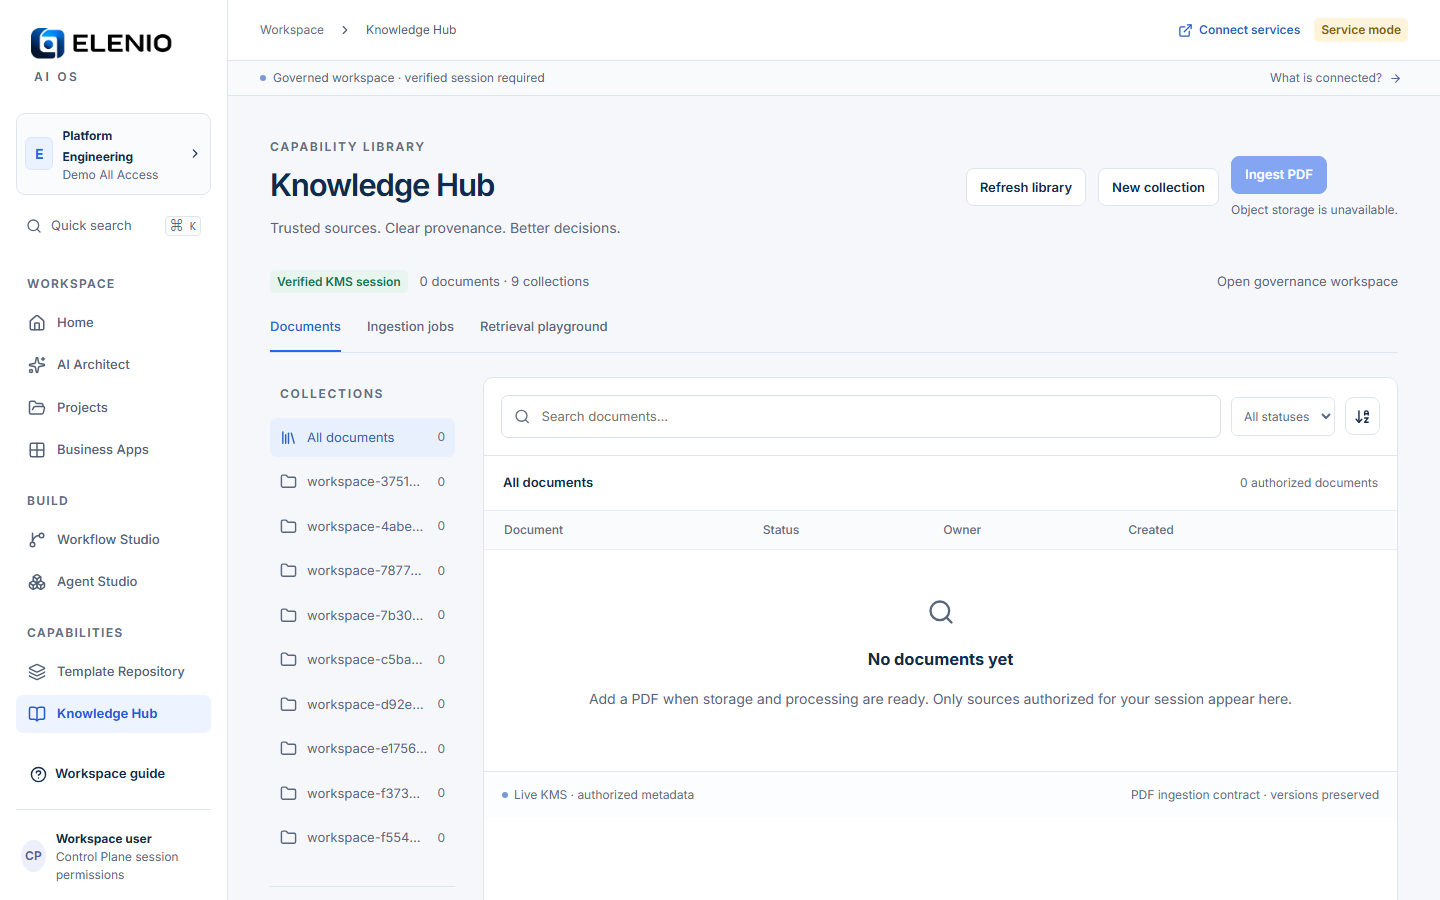 ELENIO
AI OS
Platform
Engineering
E
Demo All Access
Quick search
⌘ K
WORKSPACE
Home
AI Architect
Projects
Business Apps
BUILD
Workflow Studio
Agent Studio
CAPABILITIES
Template Repository
Knowledge Hub
Workspace guide
CP
Workspace user
Control Plane session
permissions
Workspace
Knowledge Hub
Connect services
Service mode
Governed workspace · verified session required
What is connected?
CAPABILITY LIBRARY
Knowledge Hub
Trusted sources. Clear provenance. Better decisions.
Refresh library
New collection
Ingest PDF
Object storage is unavailable.
Verified KMS session
0 documents · 9 collections
Open governance workspace
Documents
Ingestion jobs
Retrieval playground
COLLECTIONS
All documents 0
workspace-3751... 0
workspace-4abe... 0
workspace-7877... 0
workspace-7b30... 0
workspace-c5ba... 0
workspace-d92e... 0
workspace-e1756... 0
workspace-f373... 0
workspace-f554... 0
Search documents...
All statuses
All documents
0 authorized documents
Document Status Owner Created
No documents yet
Add a PDF when storage and processing are ready. Only sources authorized for your session appear here.
Live KMS · authorized metadata
PDF ingestion contract · versions preserved